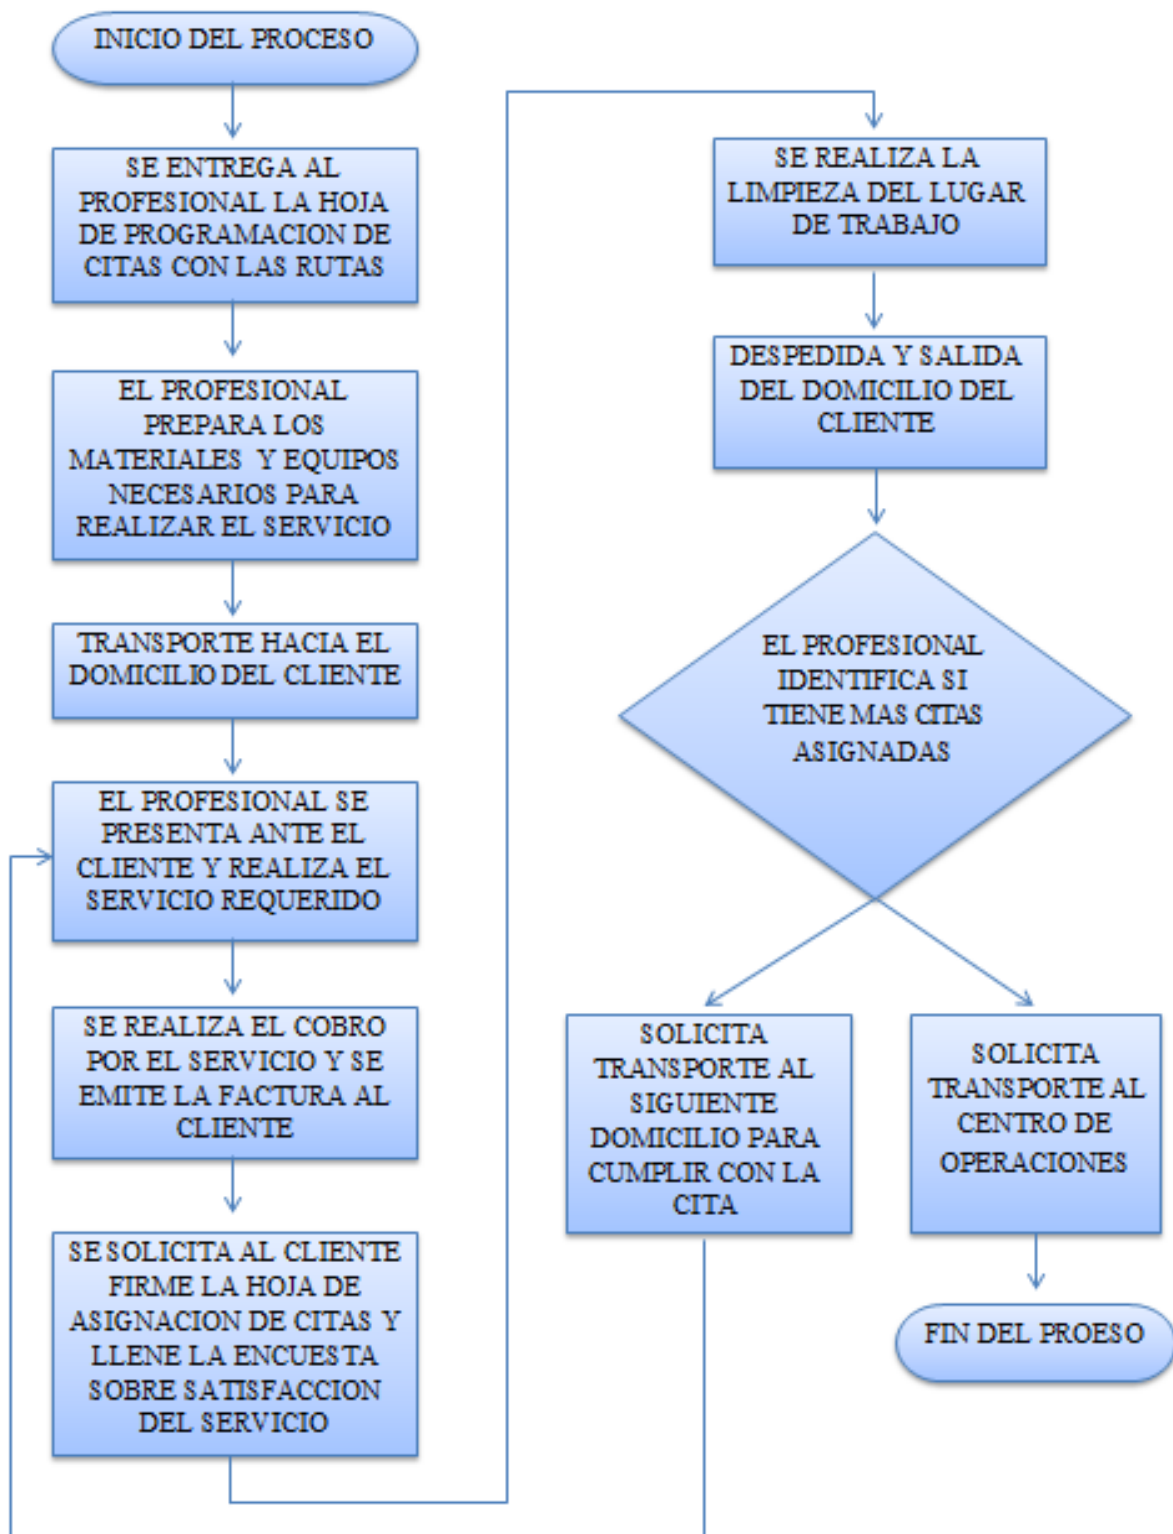 INICIO DEL PROCESO
SE ENTREGA AL
PROFESIONAL LA HOJA
DE PROGRAMACION DE
CITAS CON LAS RUTAS
EL PROFESIONAL
PREPARA LOS
MATERIALES Y EQUIPOS
NECESARIOS PARA
REALIZAR EL SERVICIO
TRANSPORTE HACIA EL
DOMICILIO DEL CLIENTE
EL PROFESIONAL SE
PRESENTA ANTE EL
CLIENTE Y REALIZA EL
SERVICIO REQUERIDO
SE REALIZA EL COBRO
POR EL SERVICIO Y SE
EMITE LA FACTURA AL
CLIENTE
SE SOLICITA AL CLIENTE
FIRME LA HOJA DE
ASIGNACION DE CITAS Y
LLENE LA ENCUESTA
SOBRE SATISFACCION
DEL SERVICIO
SE REALIZA LA
LIMPIEZA DEL LUGAR
DE TRABAJO
DESPEDIDA Y SALIDA
DEL DOMICILIO DEL
CLIENTE
EL PROFESIONAL
IDENTIFICA SI
TIENE MAS CITAS
ASIGNADAS
SOLICITA
TRANSPORTE AL
SIGUIENTE
DOMICILIO PARA
CUMPLIR CON LA
CITA
SOLICITA
TRANSPORTE AL
CENTRO DE
OPERACIONES
FIN DEL PROESO